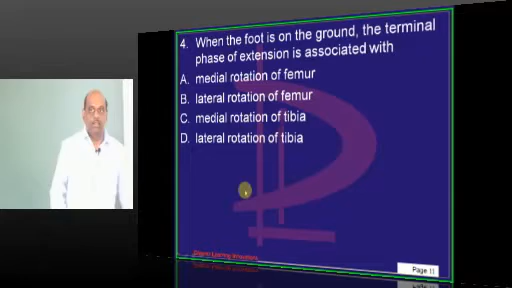 4. When the foot is on the ground, the terminal
phase of extension is associated with
A. medial rotation of femur
B. lateral rotation of femur
C. medial rotation of tibia
D. lateral rotation of tibia
Page 11